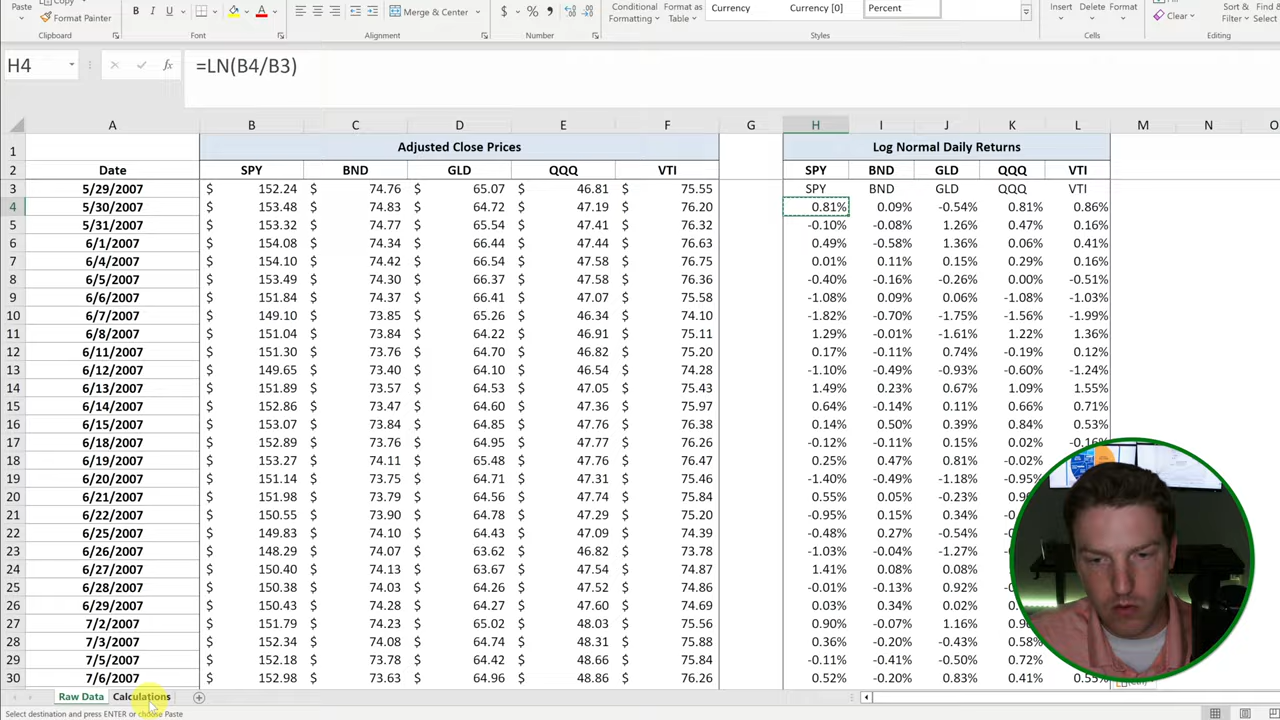 Paste Copy Format Painter B I U A Merge & Center $ % , Conditional Formatting Format as Table Currency Currency [0] Percent Insert Delete Format Clear Sort & Filter Find & Select
Clipboard Font Alignment Number Styles Cells Editing
H4 fx =LN(B4/B3)
A B C D E F G H I J K L M N O
1 Adjusted Close Prices Log Normal Daily Returns
2 Date SPY BND GLD QQQ VTI SPY BND GLD QQQ VTI
3 5/29/2007 $ 152.24 $ 74.76 $ 65.07 $ 46.81 $ 75.55 SPY BND GLD QQQ VTI
4 5/30/2007 $ 153.48 $ 74.83 $ 64.72 $ 47.19 $ 76.20 0.81% 0.09% -0.54% 0.81% 0.86%
5 5/31/2007 $ 153.32 $ 74.77 $ 65.54 $ 47.41 $ 76.32 -0.10% -0.08% 1.26% 0.47% 0.16%
6 6/1/2007 $ 154.08 $ 74.34 $ 66.44 $ 47.44 $ 76.63 0.49% -0.58% 1.36% 0.06% 0.41%
7 6/4/2007 $ 154.10 $ 74.42 $ 66.54 $ 47.58 $ 76.75 0.01% 0.11% 0.15% 0.29% 0.16%
8 6/5/2007 $ 153.49 $ 74.30 $ 66.37 $ 47.58 $ 76.36 -0.40% -0.16% -0.26% 0.00% -0.51%
9 6/6/2007 $ 151.84 $ 74.37 $ 66.41 $ 47.07 $ 75.58 -1.08% 0.09% 0.06% -1.08% -1.03%
10 6/7/2007 $ 149.10 $ 73.85 $ 65.26 $ 46.34 $ 74.10 -1.82% -0.70% -1.75% -1.56% -1.99%
11 6/8/2007 $ 151.04 $ 73.84 $ 64.22 $ 46.91 $ 75.11 1.29% -0.01% -1.61% 1.22% 1.36%
12 6/11/2007 $ 151.30 $ 73.76 $ 64.70 $ 46.82 $ 75.20 0.17% -0.11% 0.74% -0.19% 0.12%
13 6/12/2007 $ 149.65 $ 73.40 $ 64.10 $ 46.54 $ 74.28 -1.10% -0.49% -0.93% -0.60% -1.24%
14 6/13/2007 $ 151.89 $ 73.57 $ 64.53 $ 47.05 $ 75.43 1.49% 0.23% 0.67% 1.09% 1.55%
15 6/14/2007 $ 152.86 $ 73.47 $ 64.60 $ 47.36 $ 75.97 0.64% -0.14% 0.11% 0.66% 0.71%
16 6/15/2007 $ 153.07 $ 73.84 $ 64.85 $ 47.76 $ 76.38 0.14% 0.50% 0.39% 0.84% 0.53%
17 6/18/2007 $ 152.89 $ 73.76 $ 64.95 $ 47.77 $ 76.26 -0.12% -0.11% 0.15% 0.02% -0.16%
18 6/19/2007 $ 153.27 $ 74.11 $ 65.48 $ 47.76 $ 76.47 0.25% 0.47% 0.81% -0.02%
19 6/20/2007 $ 151.14 $ 73.75 $ 64.71 $ 47.31 $ 75.46 -1.40% -0.49% -1.18% -0.95%
20 6/21/2007 $ 151.98 $ 73.79 $ 64.56 $ 47.74 $ 75.84 0.55% 0.05% -0.23%
21 6/22/2007 $ 150.55 $ 73.90 $ 64.78 $ 47.29 $ 75.20 -0.95% 0.15% 0.34%
22 6/25/2007 $ 149.83 $ 74.10 $ 64.43 $ 47.09 $ 74.39 -0.48% 0.27% -0.54%
23 6/26/2007 $ 148.29 $ 74.07 $ 63.62 $ 46.82 $ 73.78 -1.03% -0.04% -1.27%
24 6/27/2007 $ 150.40 $ 74.13 $ 63.67 $ 47.52 $ 74.87 1.41% 0.08% 0.08%
25 6/28/2007 $ 150.38 $ 74.03 $ 64.26 $ 47.54 $ 74.86 -0.01% -0.13% 0.92%
26 6/29/2007 $ 150.43 $ 74.28 $ 64.27 $ 47.60 $ 74.69 0.03% 0.34% 0.02%
27 7/2/2007 $ 151.79 $ 74.23 $ 65.02 $ 48.03 $ 75.56 0.90% -0.07% 1.16%
28 7/3/2007 $ 152.34 $ 74.08 $ 64.74 $ 48.31 $ 75.88 0.36% -0.20% -0.43% 0.58%
29 7/5/2007 $ 152.18 $ 73.78 $ 64.42 $ 48.66 $ 75.84 -0.11% -0.41% -0.50% 0.72%
30 7/6/2007 $ 152.98 $ 73.63 $ 64.96 $ 48.86 $ 76.26 0.52% -0.20% 0.83% 0.41% 0.55%
Raw Data Calculations
Select destination and press ENTER or choose Paste